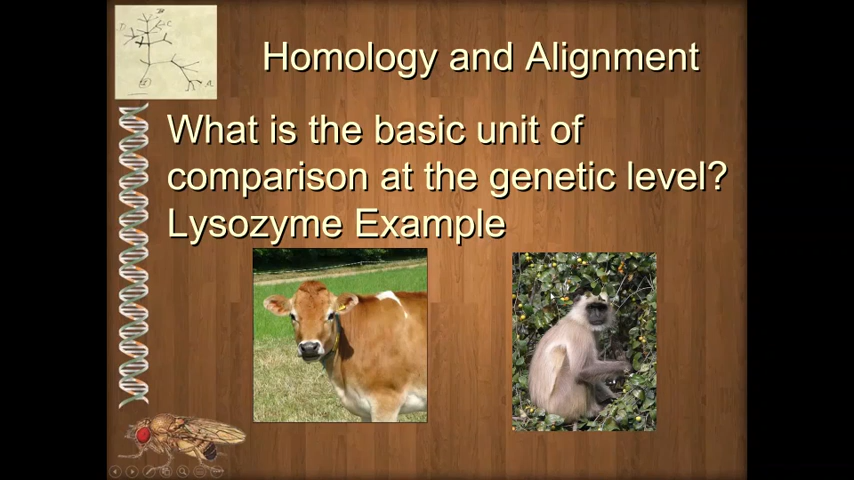 Homology and Alignment
What is the basic unit of
comparison at the genetic level?
Lysozyme Example